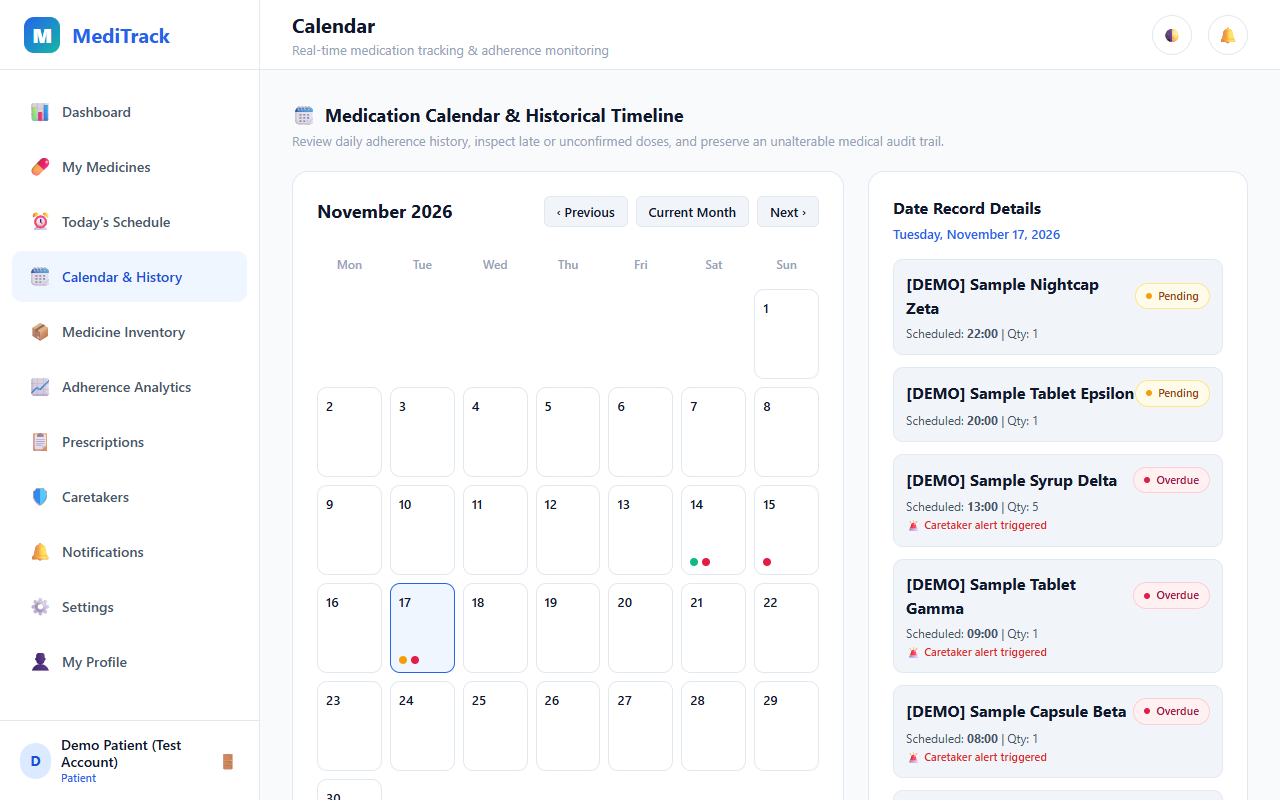 M MediTrack
Dashboard
My Medicines
Today's Schedule
Calendar & History
Medicine Inventory
Adherence Analytics
Prescriptions
Caretakers
Notifications
Settings
My Profile
D
Demo Patient (Test
Account)
Patient
Calendar
Real-time medication tracking & adherence monitoring
Medication Calendar & Historical Timeline
Review daily adherence history, inspect late or unconfirmed doses, and preserve an unalterable medical audit trail.
November 2026
‹ Previous
Current Month
Next ›
Mon Tue Wed Thu Fri Sat Sun
1
2 3 4 5 6 7 8
9 10 11 12 13 14 15
16 17 18 19 20 21 22
23 24 25 26 27 28 29
30
Date Record Details
Tuesday, November 17, 2026
[DEMO] Sample Nightcap
Zeta
Pending
Scheduled: 22:00 | Qty: 1
[DEMO] Sample Tablet Epsilon
Pending
Scheduled: 20:00 | Qty: 1
[DEMO] Sample Syrup Delta
Overdue
Scheduled: 13:00 | Qty: 5
Caretaker alert triggered
[DEMO] Sample Tablet
Gamma
Overdue
Scheduled: 09:00 | Qty: 1
Caretaker alert triggered
[DEMO] Sample Capsule Beta
Overdue
Scheduled: 08:00 | Qty: 1
Caretaker alert triggered